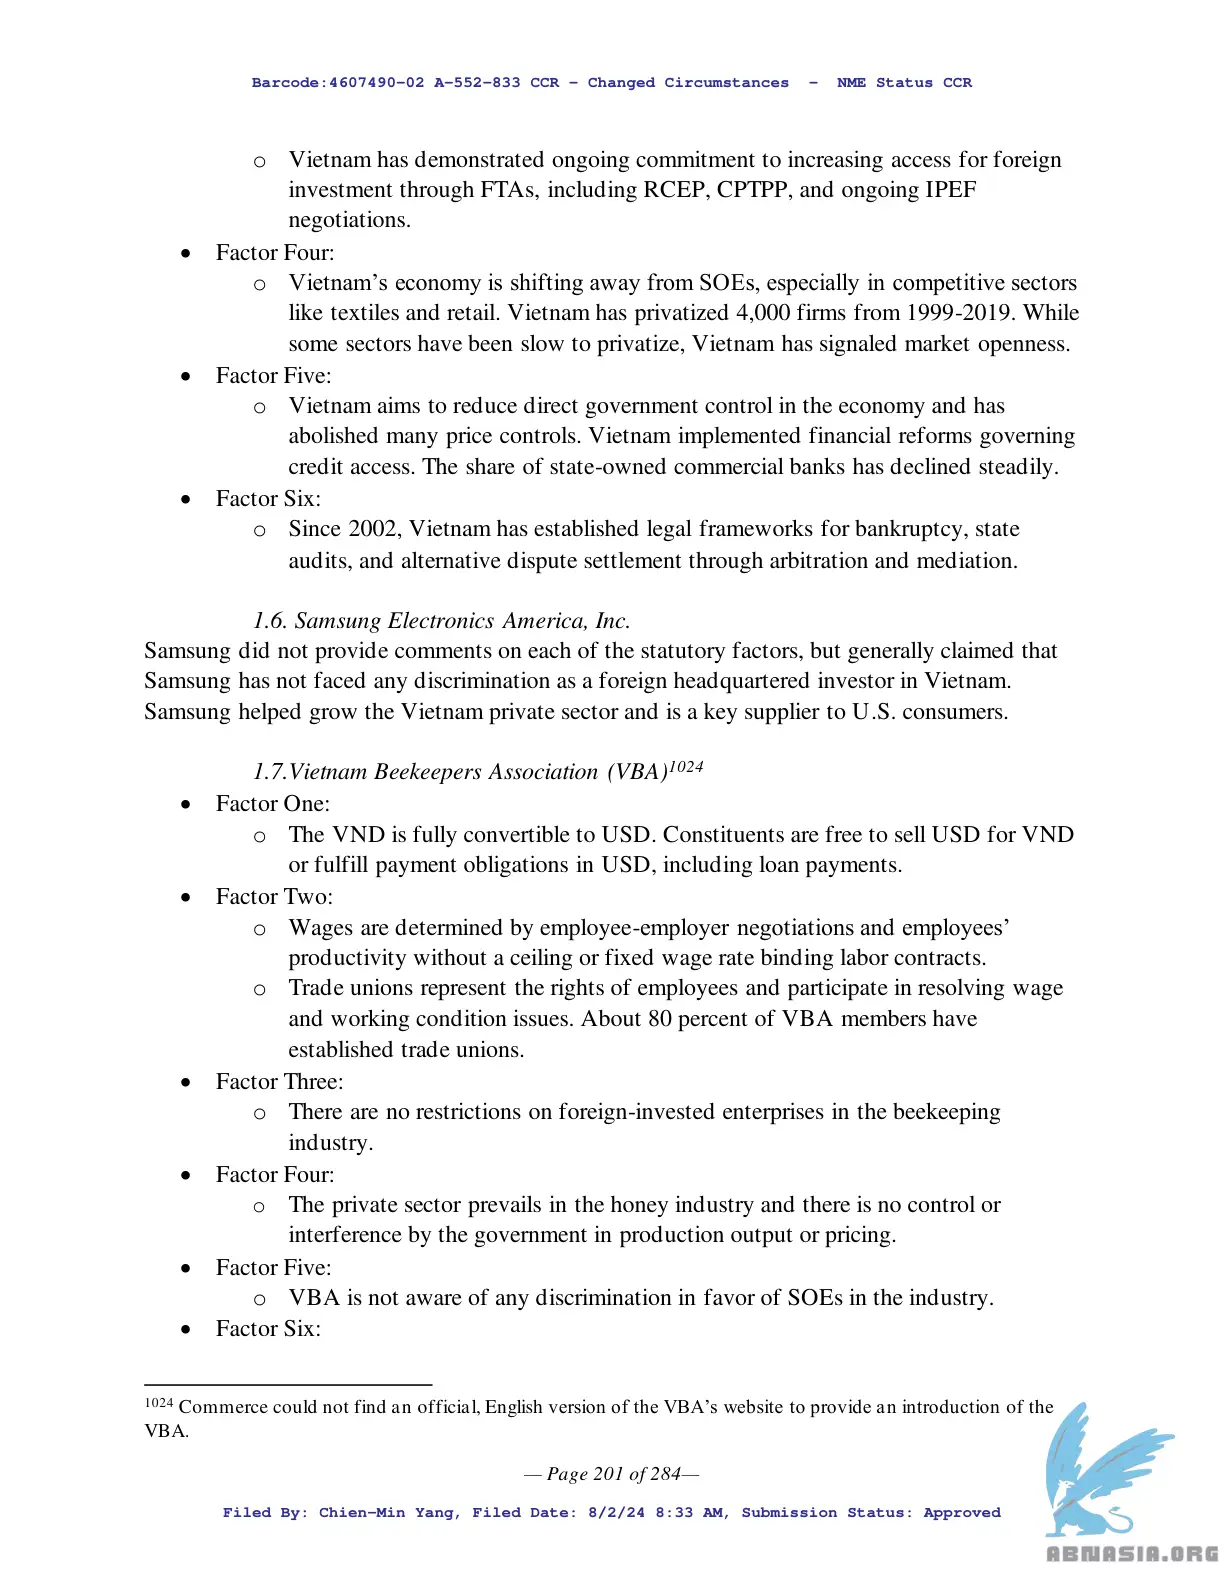 Barcode:4607490-02 A-552-833 CCR - Changed Circumstances - NME Status CCR
o Vietnam has demonstrated ongoing commitment to increasing access for foreign
investment through FTAs, including RCEP, CPTPP, and ongoing IPEF
negotiations.
• Factor Four:
o Vietnam’s economy is shifting away from SOEs, especially in competitive sectors
like textiles and retail. Vietnam has privatized 4,000 firms from 1999-2019. While
some sectors have been slow to privatize, Vietnam has signaled market openness.
• Factor Five:
o Vietnam aims to reduce direct government control in the economy and has
abolished many price controls. Vietnam implemented financial reforms governing
credit access. The share of state-owned commercial banks has declined steadily.
• Factor Six:
o Since 2002, Vietnam has established legal frameworks for bankruptcy, state
audits, and alternative dispute settlement through arbitration and mediation.
1.6. Samsung Electronics America, Inc.
Samsung did not provide comments on each of the statutory factors, but generally claimed that
Samsung has not faced any discrimination as a foreign headquartered investor in Vietnam.
Samsung helped grow the Vietnam private sector and is a key supplier to U.S. consumers.
1.7.Vietnam Beekeepers Association (VBA)1024
• Factor One:
o The VND is fully convertible to USD. Constituents are free to sell USD for VND
or fulfill payment obligations in USD, including loan payments.
• Factor Two:
o Wages are determined by employee-employer negotiations and employees’
productivity without a ceiling or fixed wage rate binding labor contracts.
o Trade unions represent the rights of employees and participate in resolving wage
and working condition issues. About 80 percent of VBA members have
established trade unions.
• Factor Three:
o There are no restrictions on foreign-invested enterprises in the beekeeping
industry.
• Factor Four:
o The private sector prevails in the honey industry and there is no control or
interference by the government in production output or pricing.
• Factor Five:
o VBA is not aware of any discrimination in favor of SOEs in the industry.
• Factor Six:
1024 Commerce could not find an official, English version of the VBA’s website to provide an introduction of the
VBA.
— Page 201 of 284—
Filed By: Chien-Min Yang, Filed Date: 8/2/24 8:33 AM, Submission Status: Approved
ABNASIA.ORG